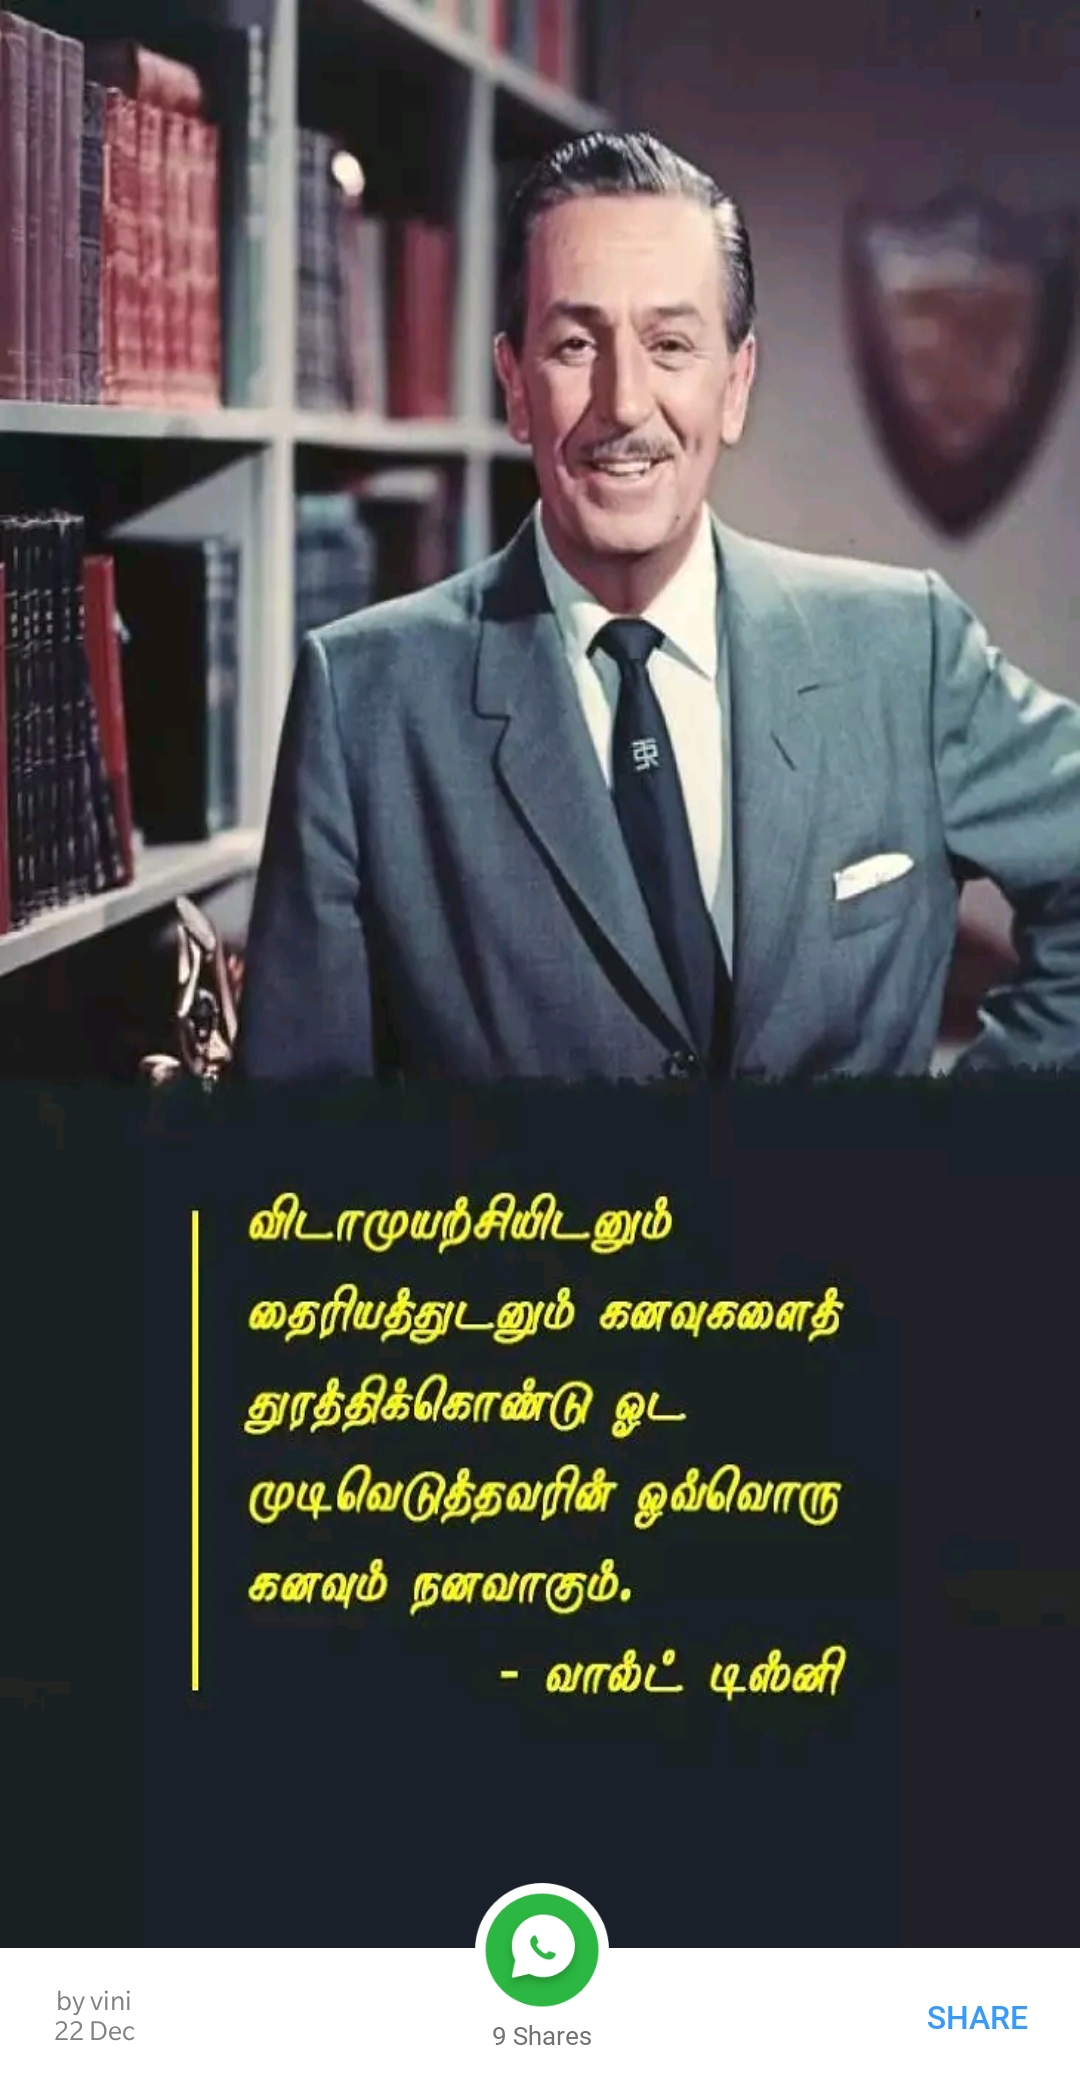 விடாமுயற்சியிடனும்
தைரியத்துடனும் கனவுகளைத்
துரத்திக்கொண்டு ஓட
முடிவெடுத்தவரின் ஒவ்வொரு
கனவும் நனவாகும்.
- வால்ட் டிஸ்னி
by vini
22 Dec
9 Shares
SHARE